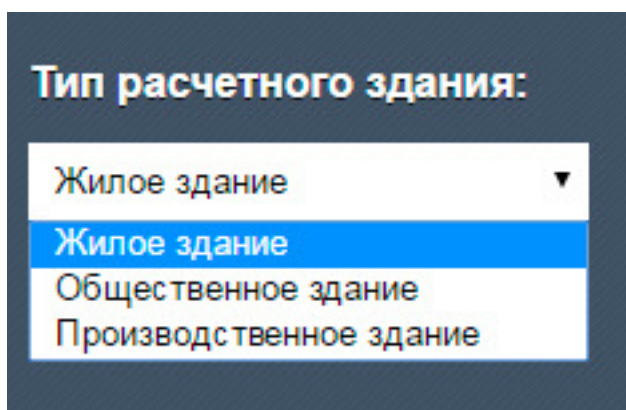 Тип расчетного здания:
Жилое здание
Жилое здание
Общественное здание
Производственное здание